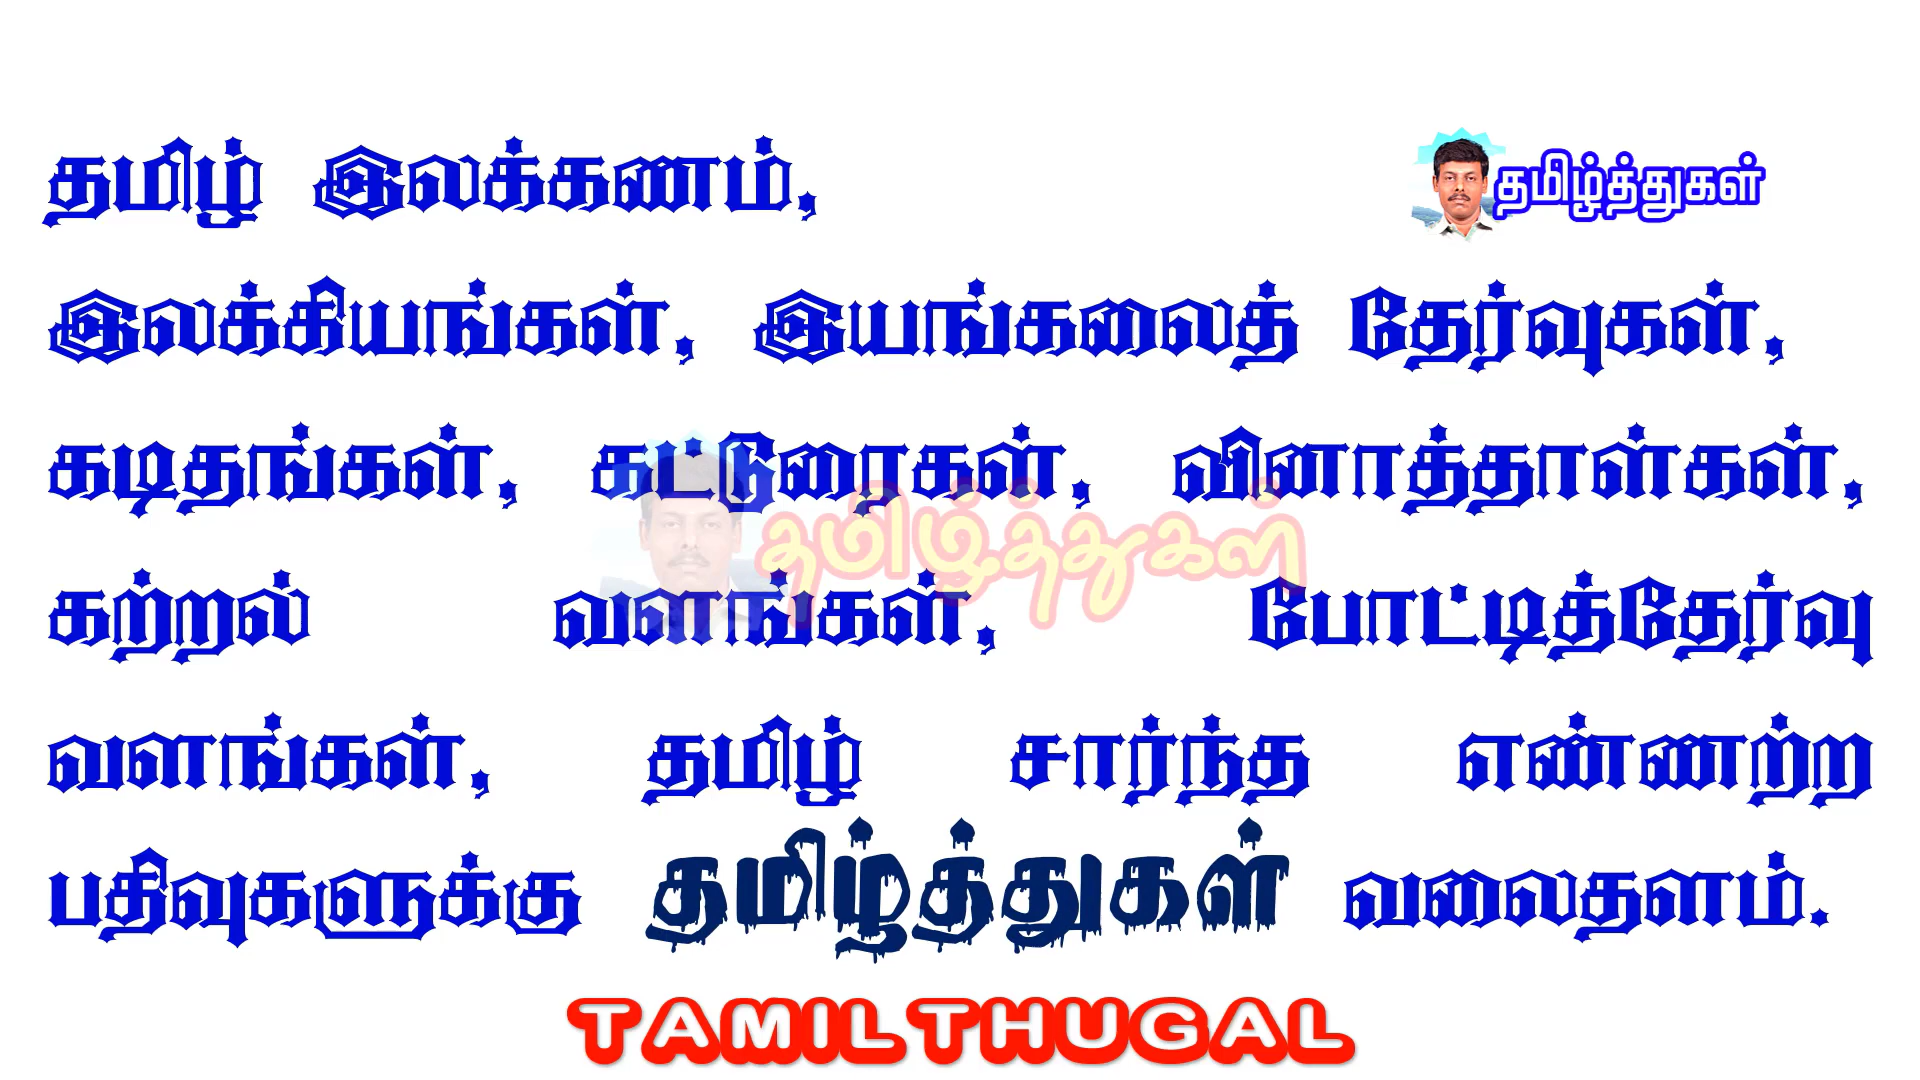 தமிழ் இலக்கணம்,
தமிழ்த்துகள்
இலக்கியங்கள், இயங்கலைத் தேர்வுகள்,
கடிதங்கள், கட்டுரைகள், வினாத்தாள்கள்,
தமிழ்த்துகள்
கற்றல் வளங்கள், போட்டித்தேர்வு
வளங்கள், தமிழ் சார்ந்த எண்ணற்ற
பதிவுகளுக்கு தமிழ்த்துகள் வலைதளம்.
TAMILTHUGAL